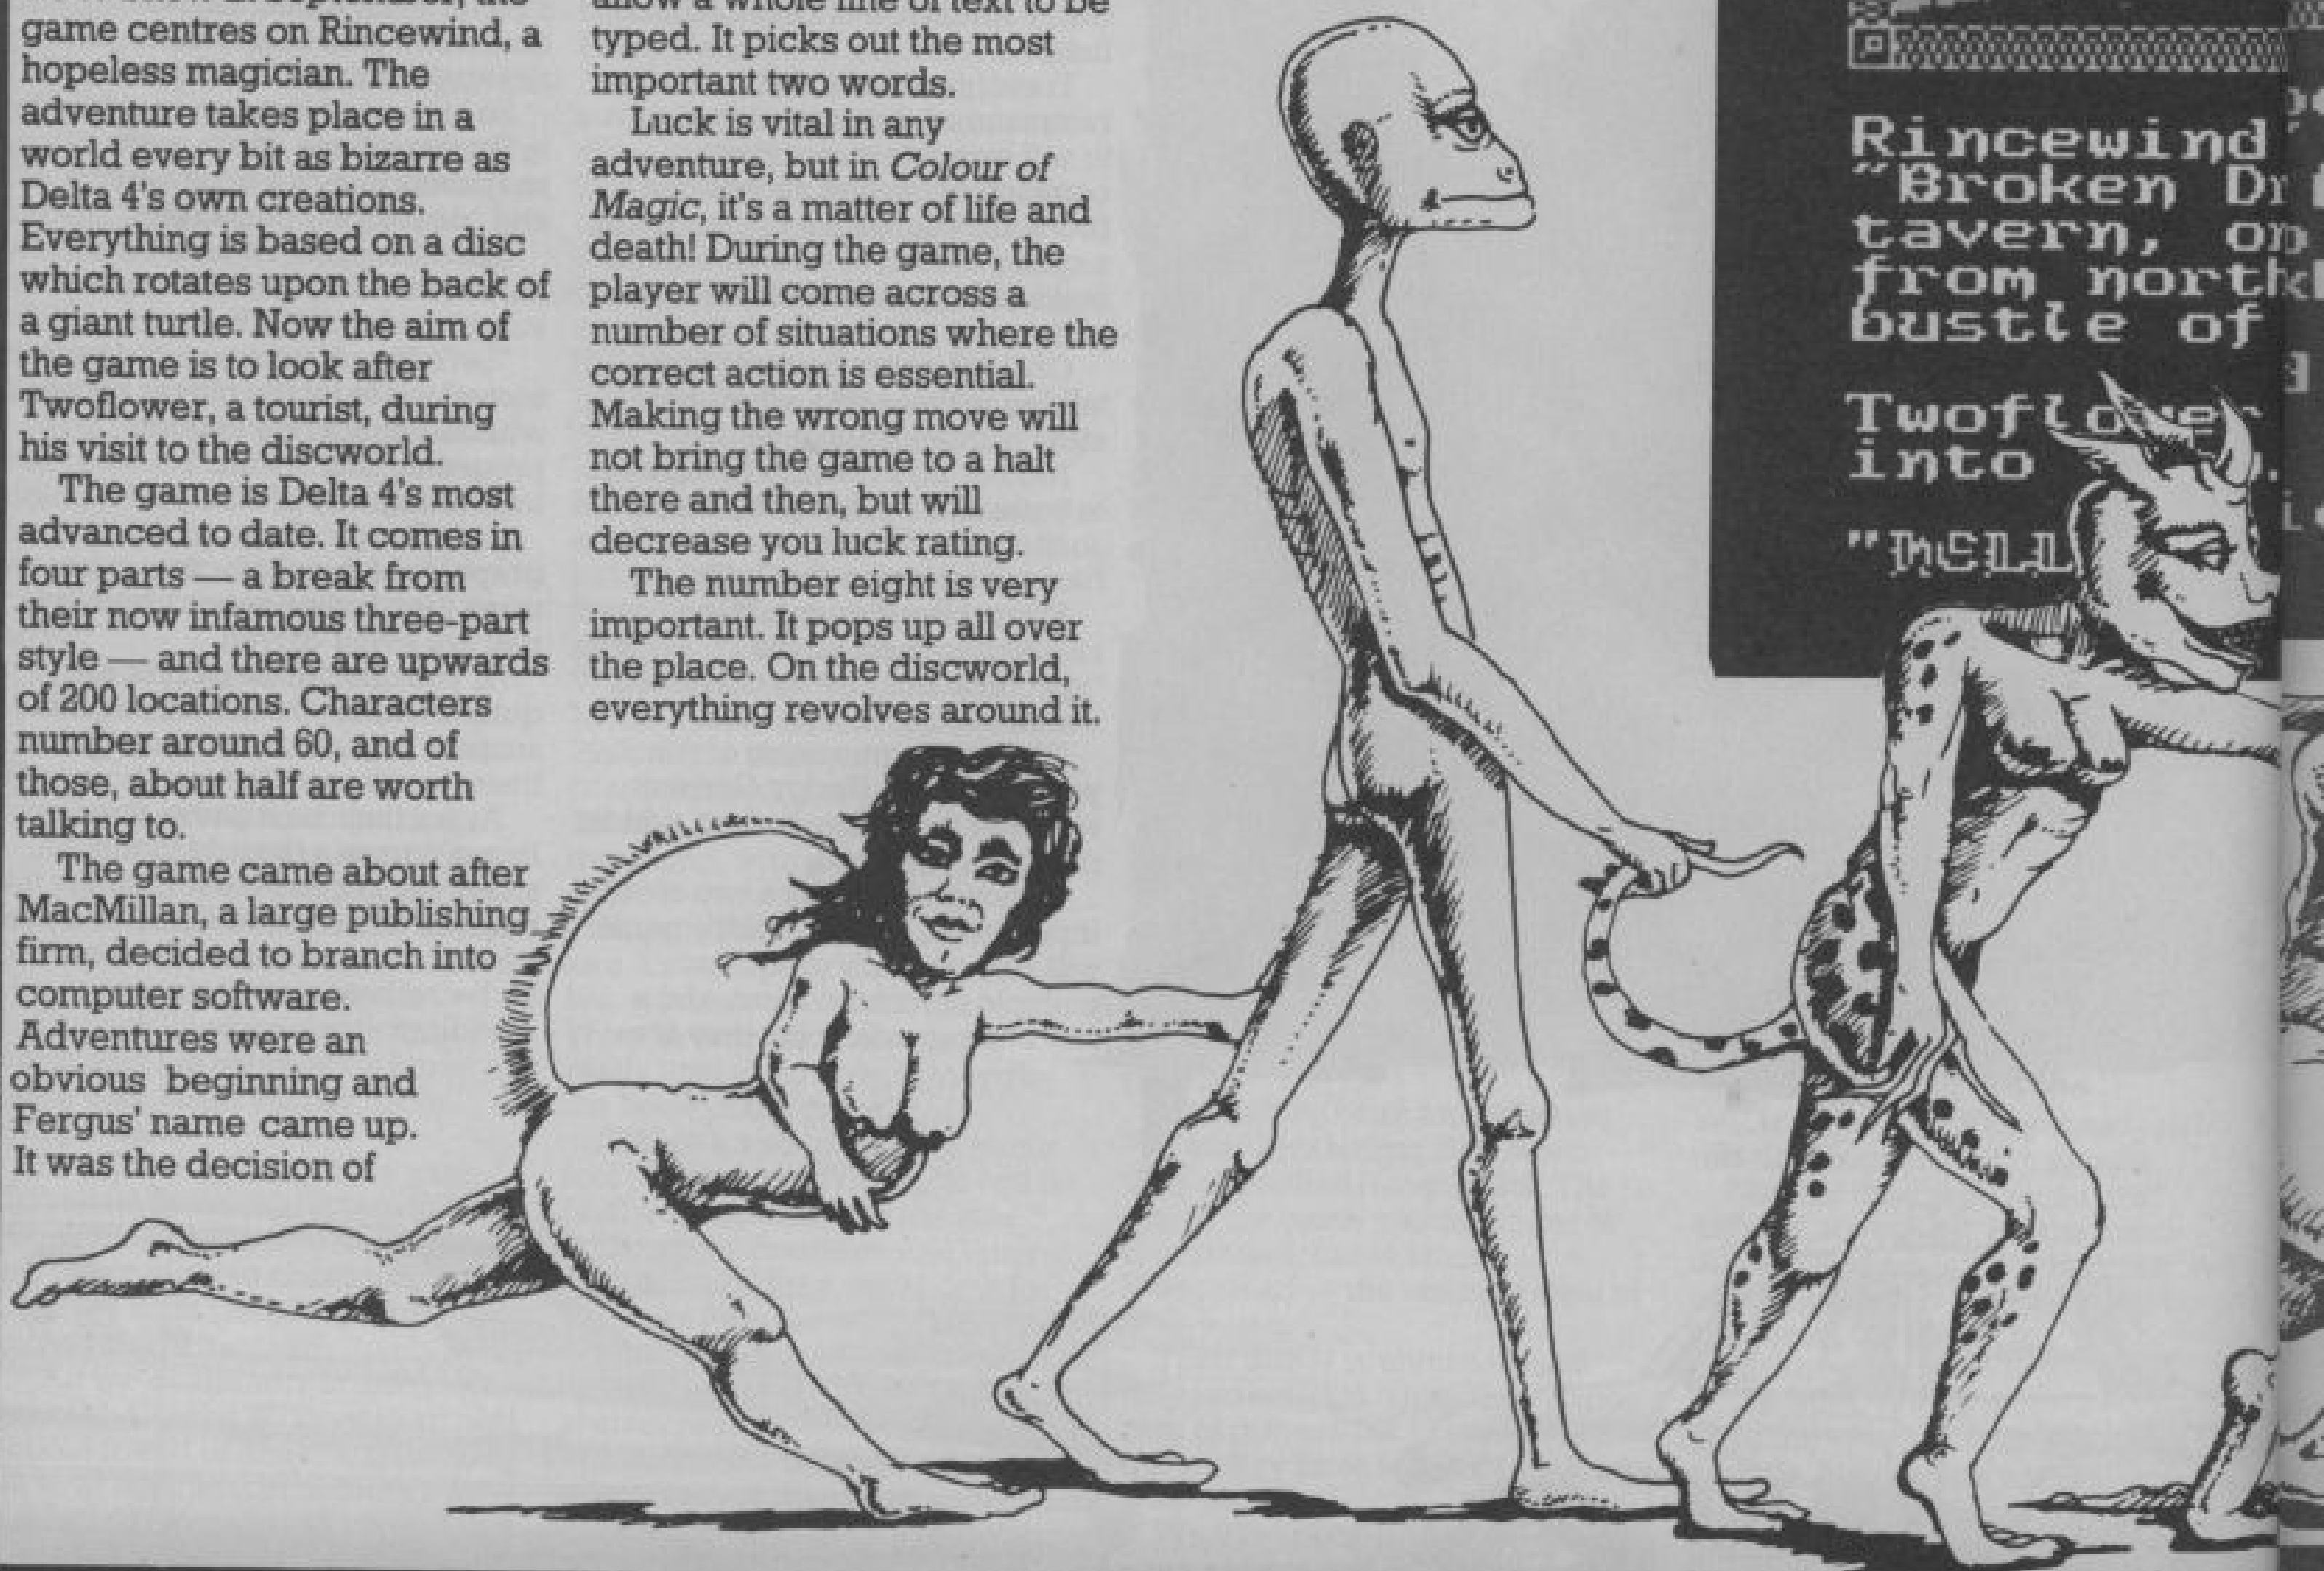 game centres on Rincewind, a
hopeless magician. The
adventure takes place in a
world every bit as bizarre as
Delta 4's own creations.
Everything is based on a disc
which rotates upon the back of
a giant turtle. Now the aim of
the game is to look after
Twoflower, a tourist, during
his visit to the discworld.
The game is Delta 4's most
advanced to date. It comes in
four parts — a break from
their now infamous three-part
style — and there are upwards
of 200 locations. Characters
number around 60, and of
those, about half are worth
talking to.
The game came about after
MacMillan, a large publishing
firm, decided to branch into
computer software.
Adventures were an
obvious beginning and
Fergus' name came up.
It was the decision of
allow a whole line of text to be
typed. It picks out the most
important two words.
Luck is vital in any
adventure, but in Colour of
Magic, it's a matter of life and
death! During the game, the
player will come across a
number of situations where the
correct action is essential.
Making the wrong move will
not bring the game to a halt
there and then, but will
decrease you luck rating.
The number eight is very
important. It pops up all over
the place. On the discworld,
everything revolves around it.
Rincewind
"Broken Dr
tavern, on
from north
bustle of
Twoflower
into